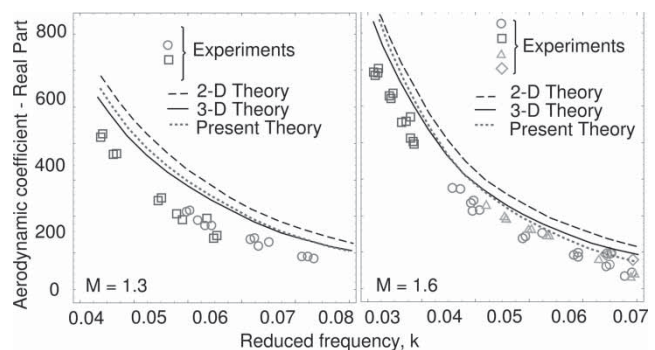 Aerodynamic coefficient - Real Part
800
600
400
200
0
Experiments
2-D Theory
3-D Theory
Present Theory
M = 1.3
0.04 0.05 0.06 0.07 0.08
Experiments
2-D Theory
3-D Theory
Present Theory
M = 1.6
0.03 0.04 0.05 0.06 0.07
Reduced frequency, k